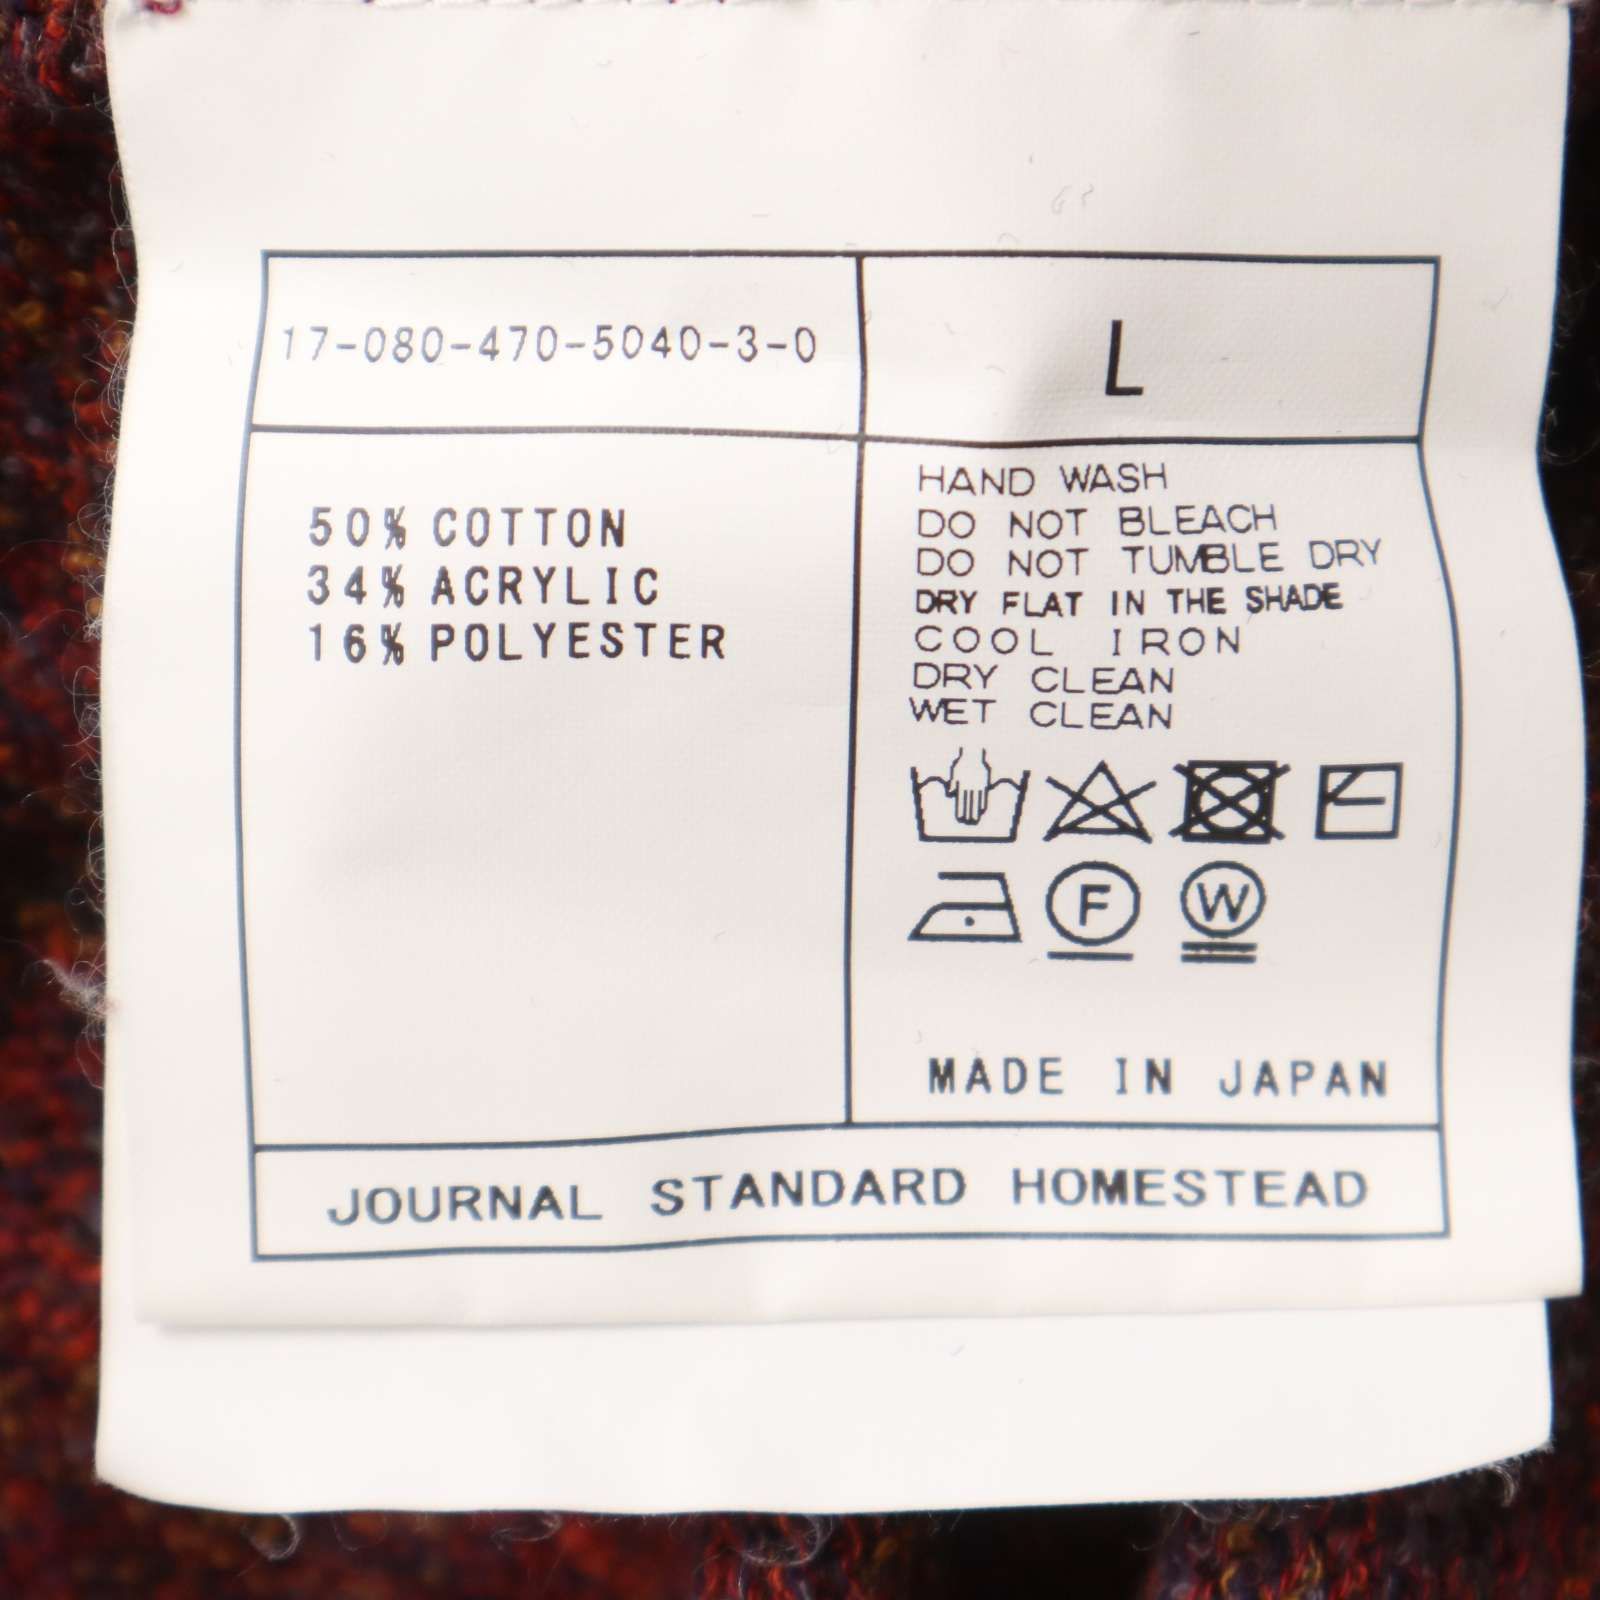 17-080-470-5040-3-0
L
50% COTTON
34% ACRYLIC
16% POLYESTER
HAND WASH
DO NOT BLEACH
DO NOT TUMBLE DRY
DRY FLAT IN THE SHADE
COOL IRON
DRY CLEAN
WET CLEAN
F
W
MADE IN JAPAN
JOURNAL STANDARD HOMESTEAD